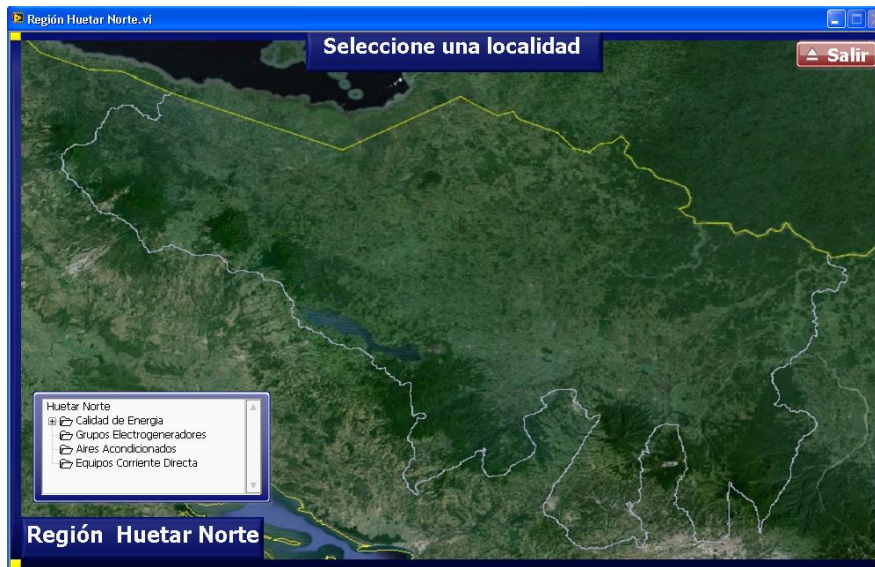 Región Huetar Norte.vi
Seleccione una localidad
Salir
Huetar Norte
Calidad de Energia
Grupos Electrogeneradores
Aires Acondicionados
Equipos Corriente Directa
Región Huetar Norte